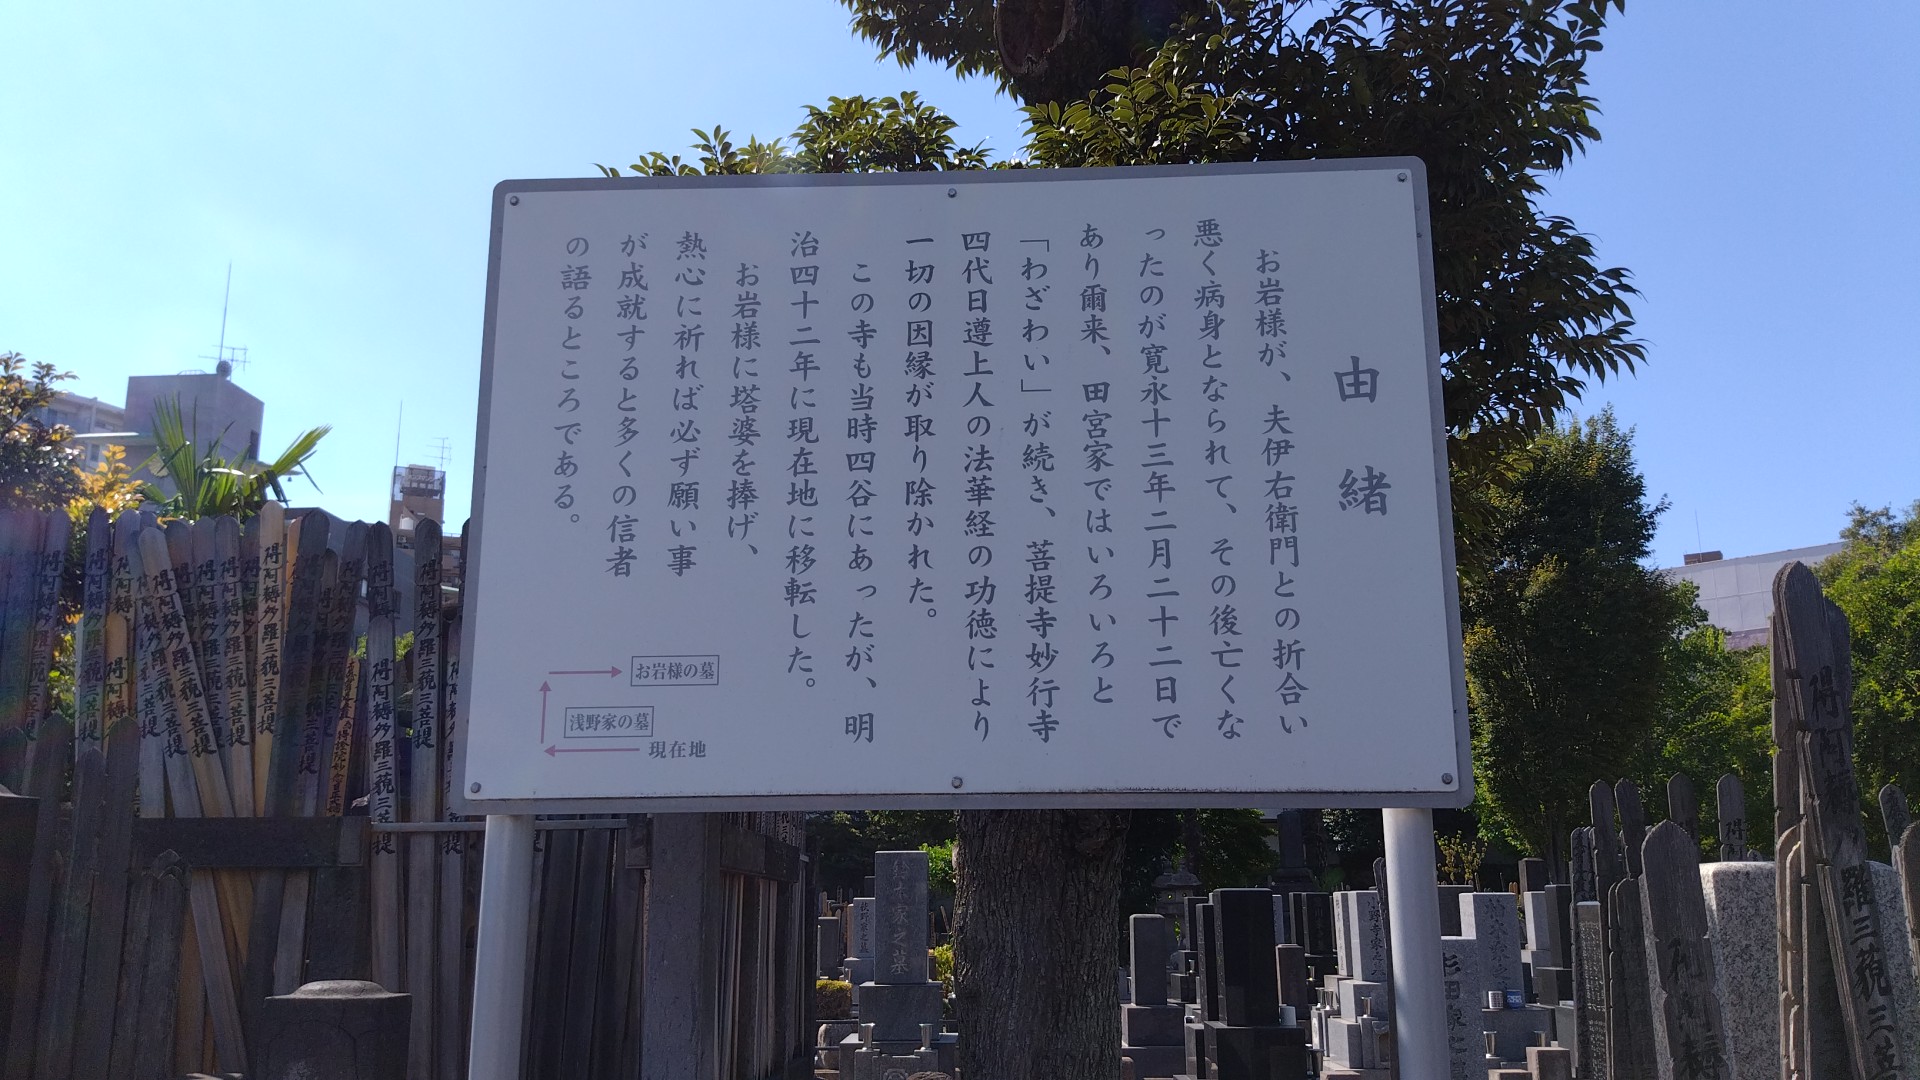 由緒
お岩様が、夫伊右衛門との折合い
悪く病身となられて、その後亡くな
ったのが寛永十三年二月二十二日で
あり爾来、田宮家ではいろいろと
「わざわい」が続き、菩提寺妙行寺
四代日遵上人の法華経の功徳により
一切の因縁が取り除かれた。
この寺も当時四谷にあったが、明
治四十二年に現在地に移転した。
お岩様に塔婆を捧げ、
熱心に祈れば必ず願い事
が成就すると多くの信者
の語るところである。
お岩様の墓
浅野家の墓
現在地